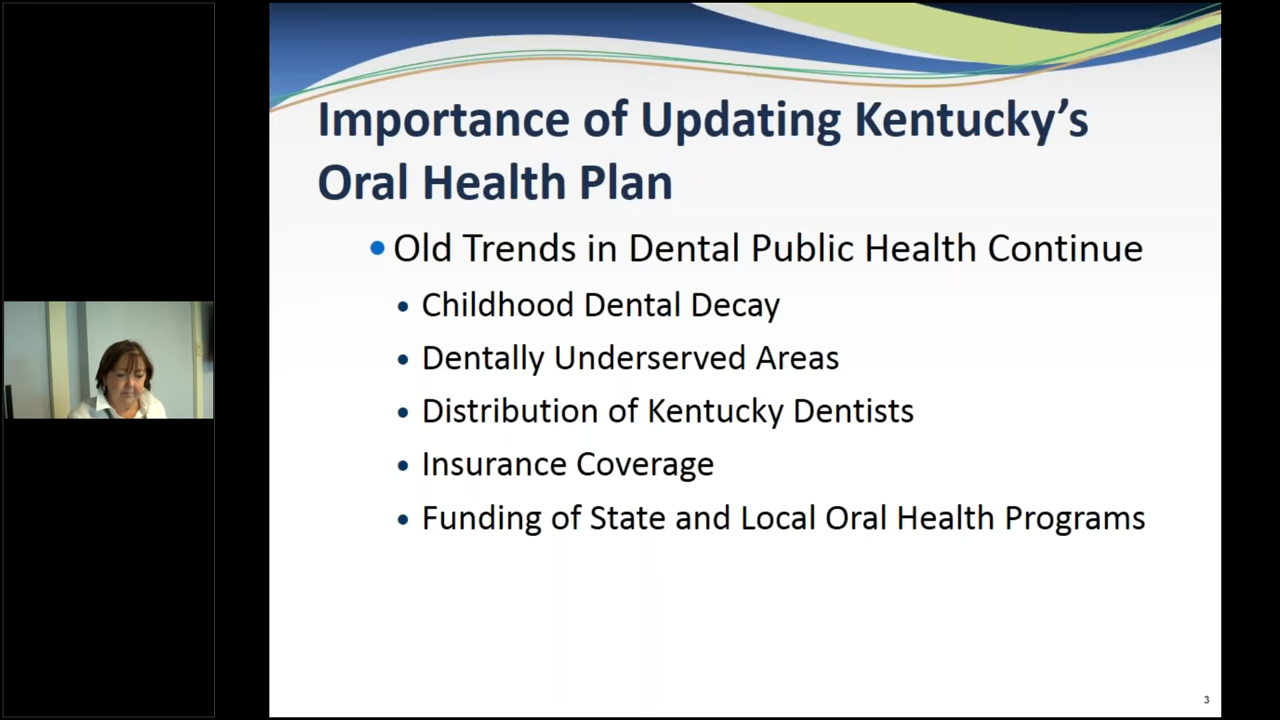 Importance of Updating Kentucky’s
Oral Health Plan
Old Trends in Dental Public Health Continue
Childhood Dental Decay
Dentally Underserved Areas
Distribution of Kentucky Dentists
Insurance Coverage
Funding of State and Local Oral Health Programs
3